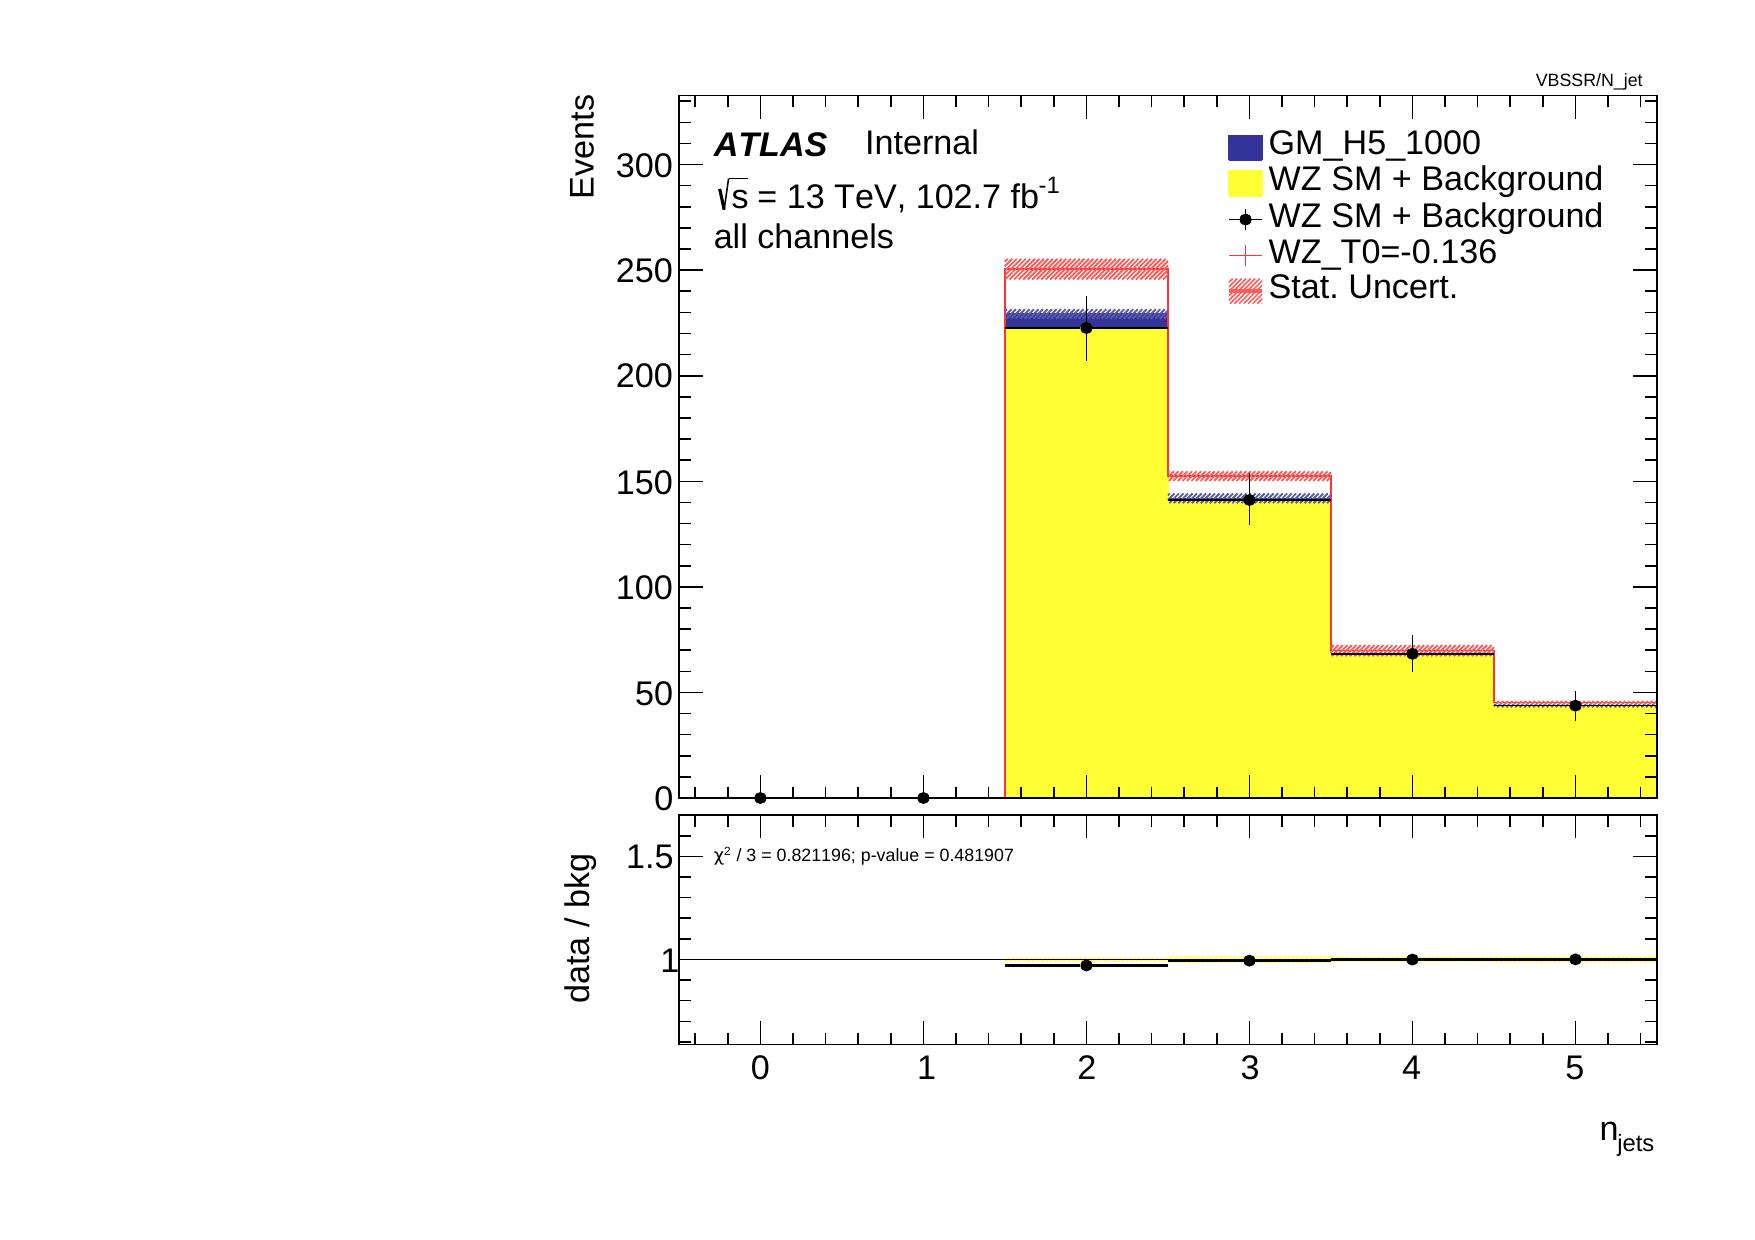 VBSSR/N_jet
Events
ATLAS Internal
√s = 13 TeV, 102.7 fb-1
all channels
GM_H5_1000
WZ SM + Background
WZ SM + Background
WZ_T0=-0.136
Stat. Uncert.
300
250
200
150
100
50
0
data / bkg
χ2 / 3 = 0.821196; p-value = 0.481907
1.5
1
0 1 2 3 4 5
njets